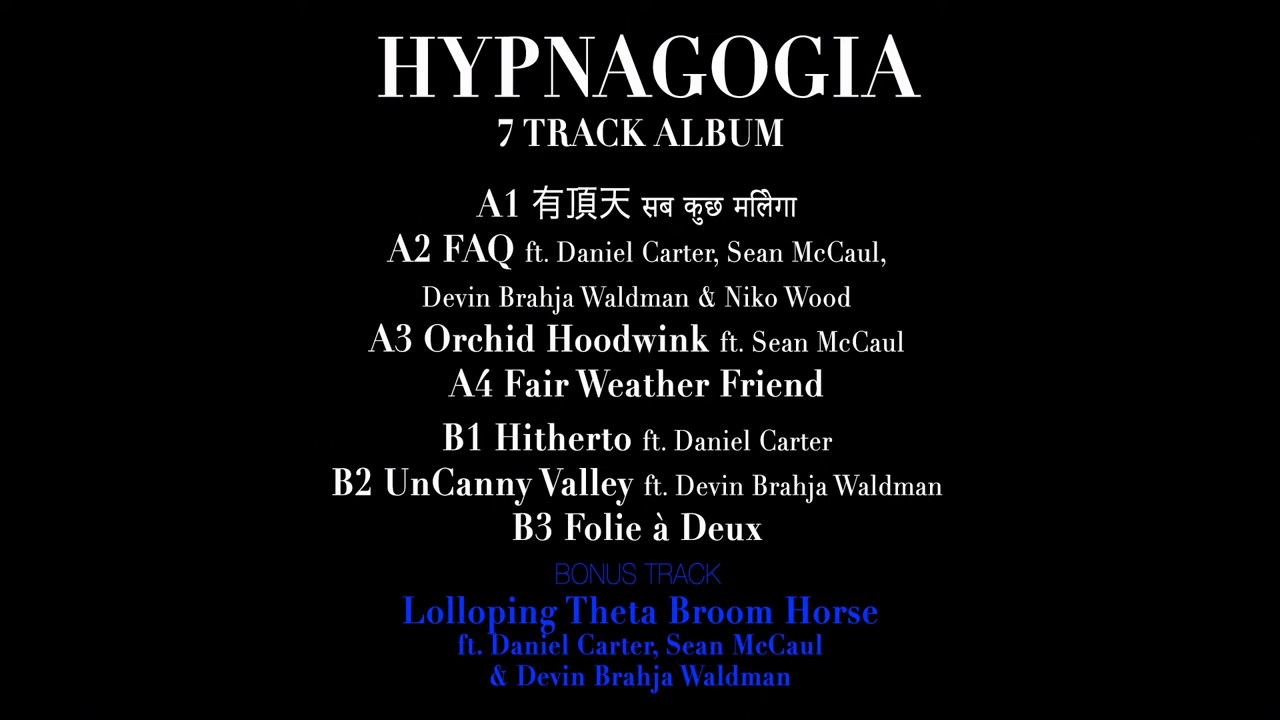 HYPNAGOGIA
7 TRACK ALBUM
A1 有頂天 सब कुछ मिलेगा
A2 FAQ ft. Daniel Carter, Sean McCaul,
Devin Brahja Waldman & Niko Wood
A3 Orchid Hoodwink ft. Sean McCaul
A4 Fair Weather Friend
B1 Hitherto ft. Daniel Carter
B2 UnCanny Valley ft. Devin Brahja Waldman
B3 Folie à Deux
BONUS TRACK
Lolloping Theta Broom Horse
ft. Daniel Carter, Sean McCaul
& Devin Brahja Waldman